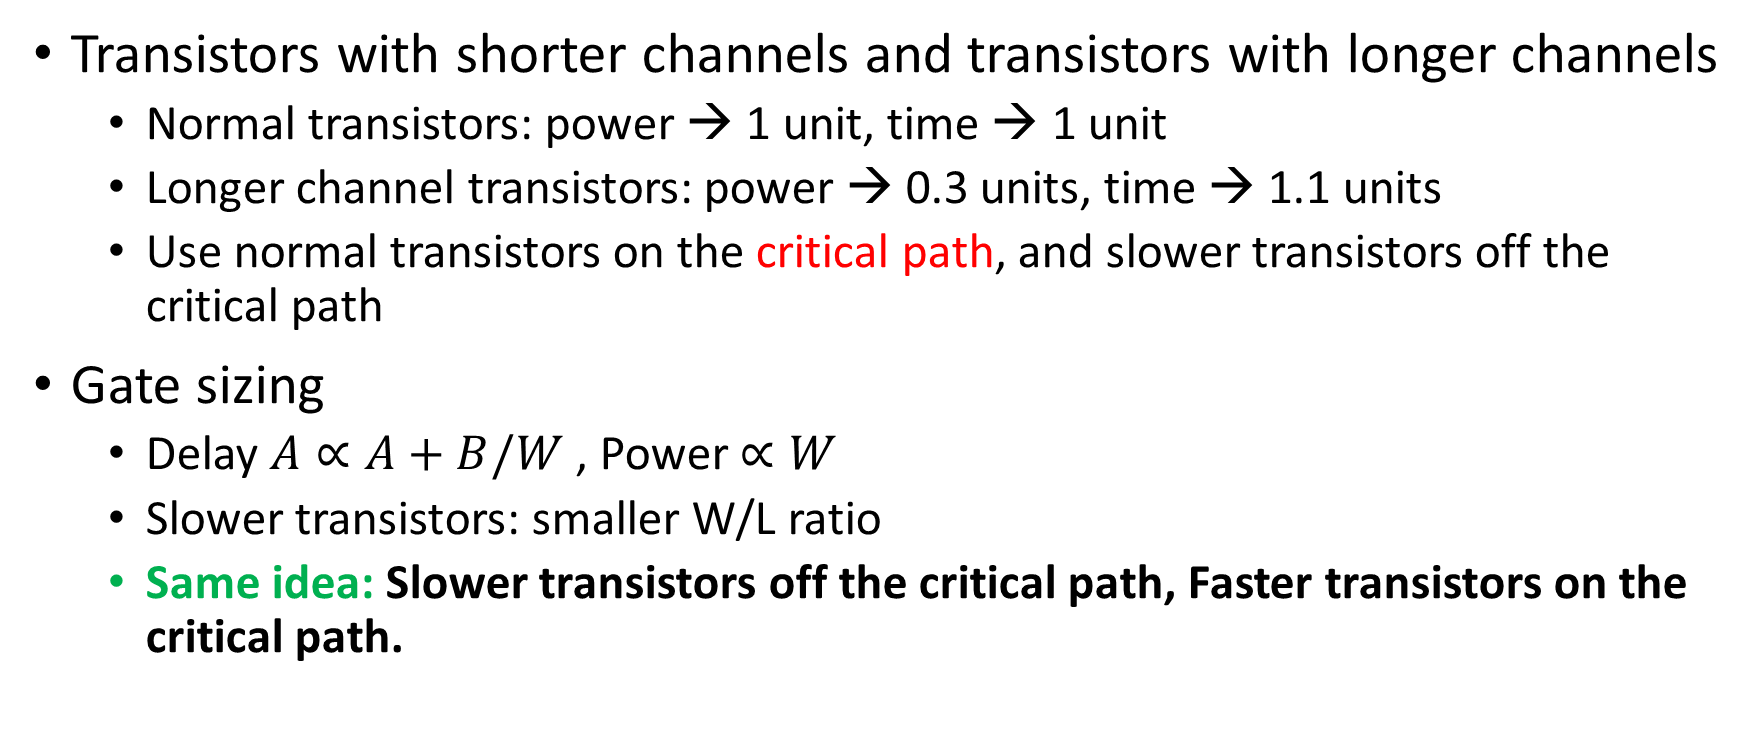 • Transistors with shorter channels and transistors with longer channels
• Normal transistors: power → 1 unit, time → 1 unit
• Longer channel transistors: power → 0.3 units, time → 1.1 units
• Use normal transistors on the critical path, and slower transistors off the
critical path
• Gate sizing
• Delay A ∝ A + B/W , Power ∝ W
• Slower transistors: smaller W/L ratio
• Same idea: Slower transistors off the critical path, Faster transistors on the
critical path.